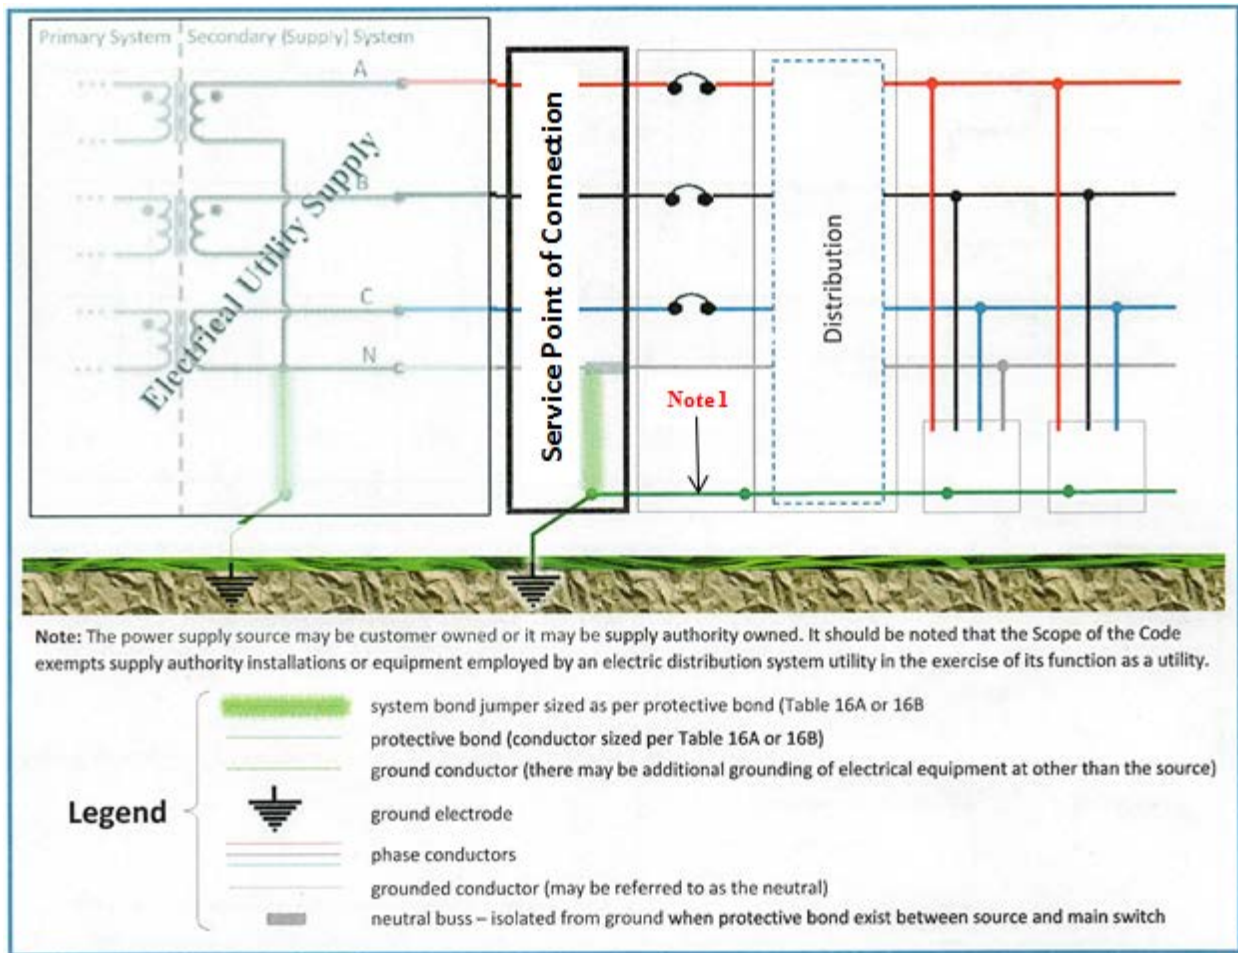 Primary System
Secondary (Supply) System
A
B
C
N
Electrical Utility Supply
Service Point of Connection
Note1
Distribution
Note: The power supply source may be customer owned or it may be supply authority owned. It should be noted that the Scope of the Code
exempts supply authority installations or equipment employed by an electric distribution system utility in the exercise of its function as a utility.
Legend
system bond jumper sized as per protective bond (Table 16A or 16B
protective bond (conductor sized per Table 16A or 16B)
ground conductor (there may be additional grounding of electrical equipment at other than the source)
ground electrode
phase conductors
grounded conductor (may be referred to as the neutral)
neutral buss – isolated from ground when protective bond exist between source and main switch